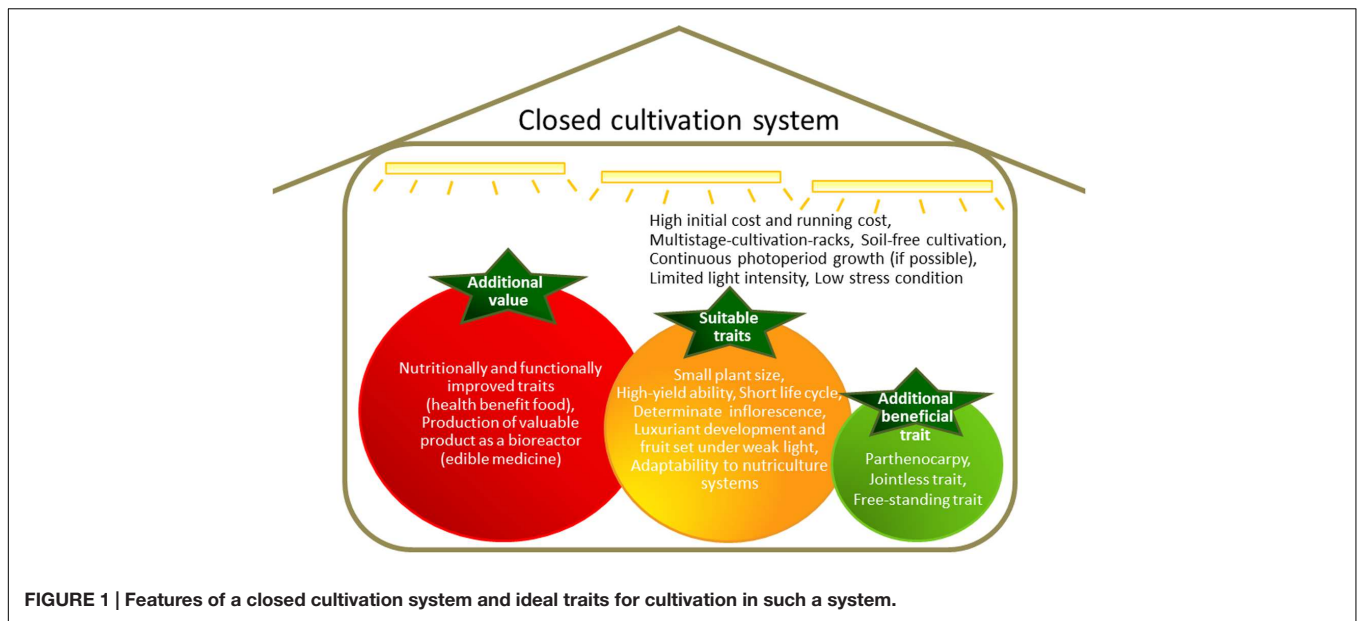 Closed cultivation system
High initial cost and running cost,
Multistage-cultivation-racks, Soil-free cultivation,
Continuous photoperiod growth (if possible),
Limited light intensity, Low stress condition
Additional
value
Nutritionally and functionally
improved traits
(health benefit food),
Production of valuable
product as a bioreactor
(edible medicine)
Suitable
traits
Small plant size,
High-yield ability, Short life cycle,
Determinate inflorescence,
Luxuriant development and
fruit set under weak light,
Adaptability to nutriculture
systems
Additional
beneficial
trait
Parthenocarpy,
Jointless trait,
Free-standing trait
FIGURE 1 | Features of a closed cultivation system and ideal traits for cultivation in such a system.